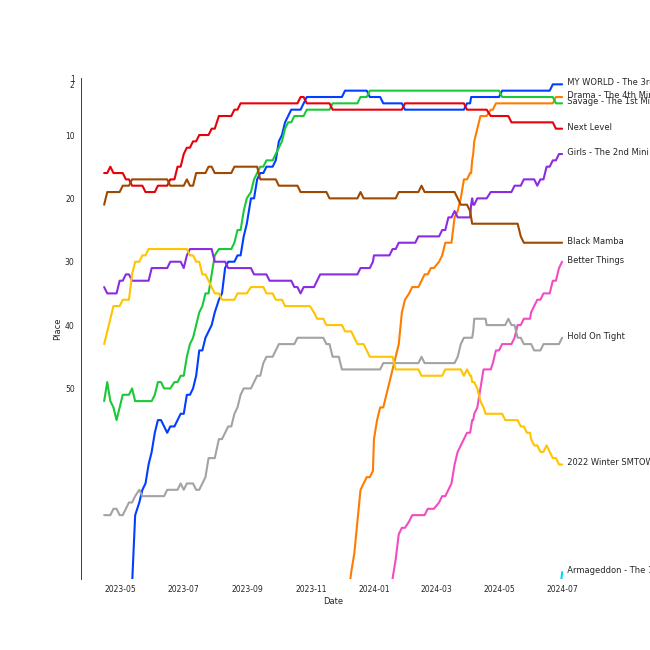 1
2
10
20
30
40
50
Place
MY WORLD - The 3r
Drama - The 4th Mi
Savage - The 1st Mi
Next Level
Girls - The 2nd Mini
Black Mamba
Better Things
Hold On Tight
2022 Winter SMTOW
Armageddon - The 1
2023-05 2023-07 2023-09 2023-11 2024-01 2024-03 2024-05 2024-07
Date